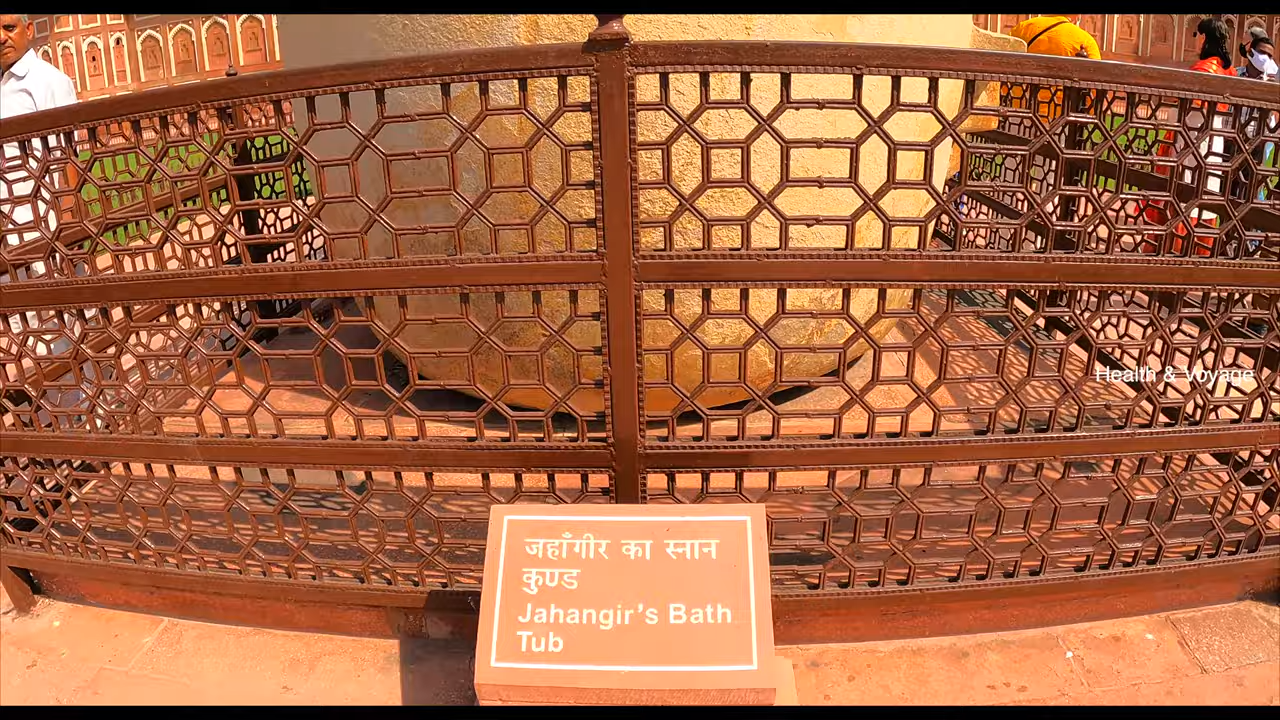 Health & Voyage
जहाँगीर का स्नान
कुण्ड
Jahangir's Bath
Tub